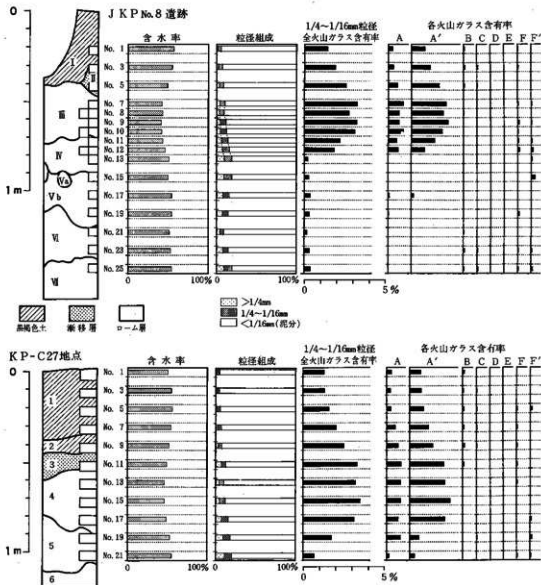 JKP No.8 遺跡
含水率
粒径組成
1/4~1/16mm粒径
全火山ガラス含有率
各火山ガラス含有率
A A' B C D E F F'
0
1m
I
II
III
IV
Va
Vb
VI
VII
No. 1
No. 3
No. 5
No. 7
No. 8
No. 9
No. 10
No. 11
No. 12
No. 13
No. 15
No. 17
No. 19
No. 21
No. 23
No. 25
0 100%
0 5%
黒褐色土
漸移層
ローム層
>1/4mm
1/4~1/16mm
<1/16mm(泥分)
KP-C27地点
含水率
粒径組成
1/4~1/16mm粒径
全火山ガラス含有率
各火山ガラス含有率
A A' B C D E F F'
0
1m
1
2
3
4
5
6
No. 1
No. 3
No. 5
No. 7
No. 9
No. 11
No. 13
No. 15
No. 17
No. 19
No. 21
0 100%
0 5%